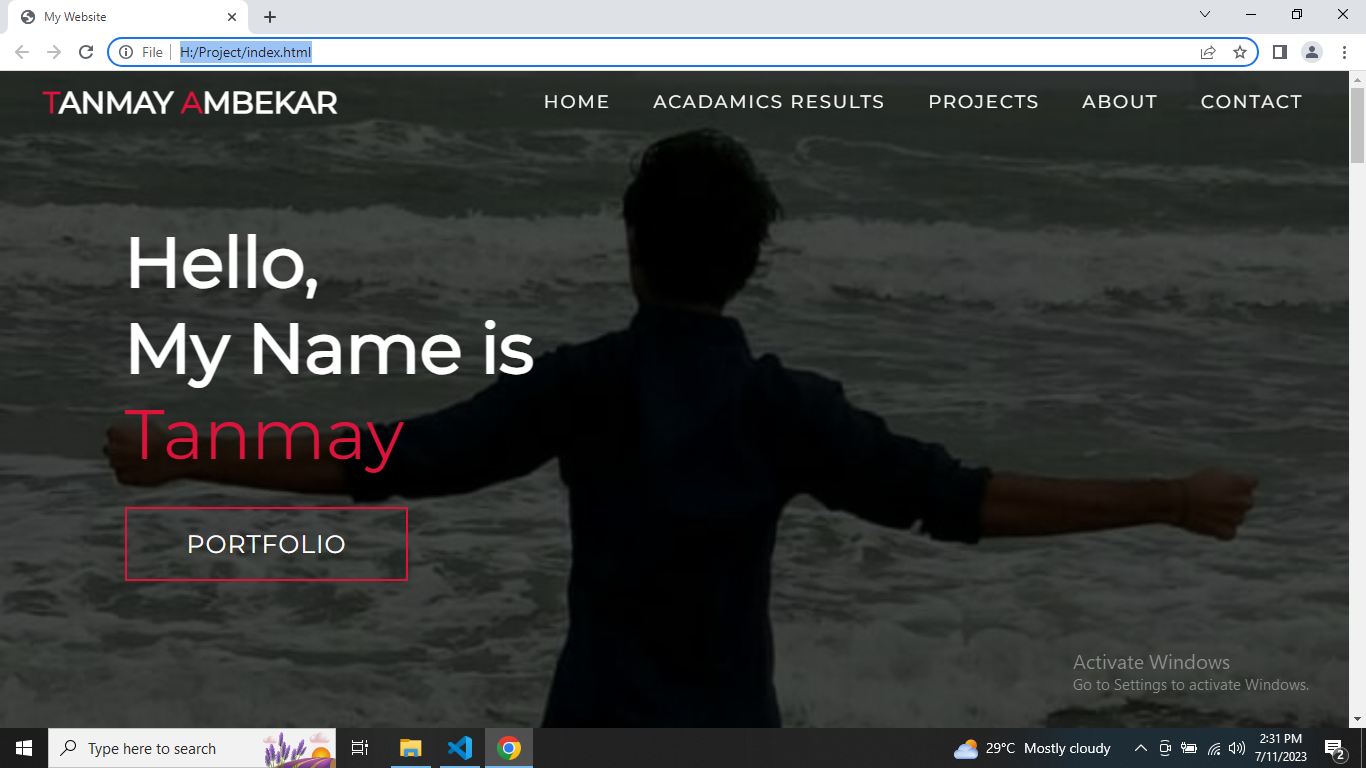 My Website
File
H:/Project/index.html
TANMAY AMBEKAR
HOME
ACADAMICS RESULTS
PROJECTS
ABOUT
CONTACT
Hello,
My Name is
Tanmay
PORTFOLIO
Activate Windows
Go to Settings to activate Windows.
Type here to search
29°C Mostly cloudy
2:31 PM
7/11/2023
2